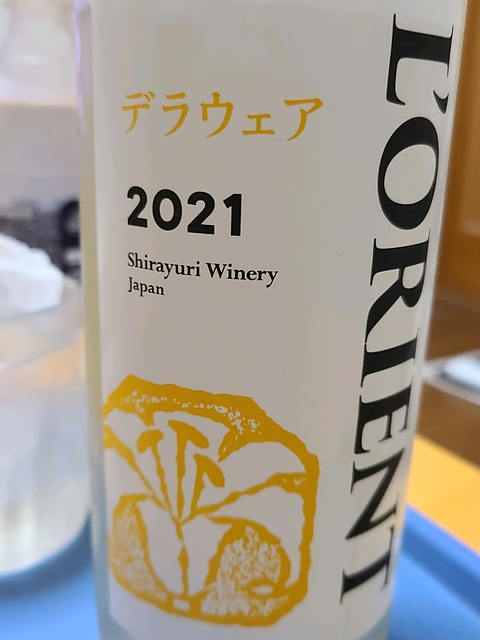 デラウェア
2021
Shirayuri Winery
Japan
L'ORIENT